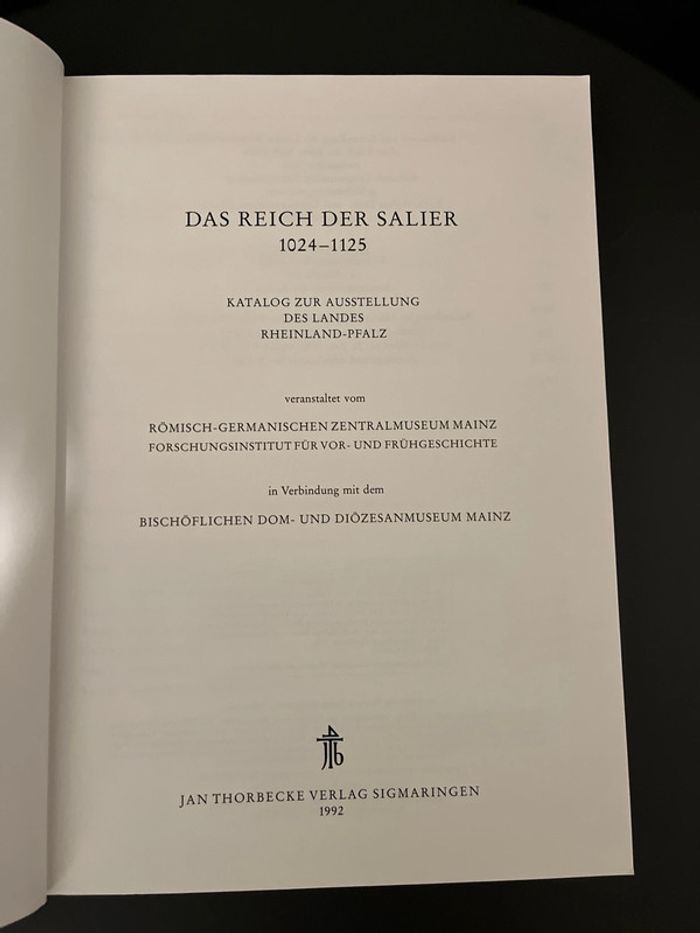 DAS REICH DER SALIER
1024–1125
KATALOG ZUR AUSSTELLUNG
DES LANDES
RHEINLAND-PFALZ
veranstaltet vom
RÖMISCH-GERMANISCHEN ZENTRALMUSEUM MAINZ
FORSCHUNGSINSTITUT FÜR VOR- UND FRÜHGESCHICHTE
in Verbindung mit dem
BISCHÖFLICHEN DOM- UND DIÖZESANMUSEUM MAINZ
JAN THORBECKE VERLAG SIGMARINGEN
1992